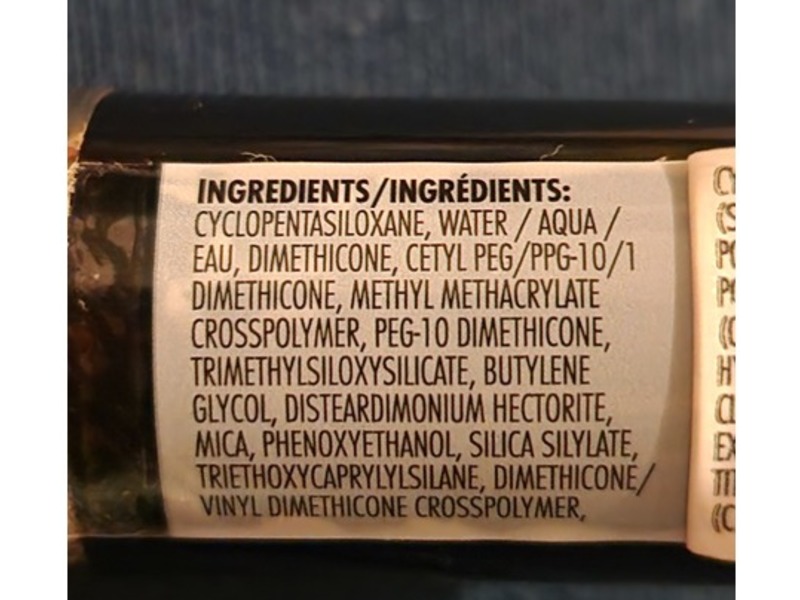 INGREDIENTS/INGRÉDIENTS:
CYCLOPENTASILOXANE, WATER / AQUA /
EAU, DIMETHICONE, CETYL PEG/PPG-10/1
DIMETHICONE, METHYL METHACRYLATE
CROSSPOLYMER, PEG-10 DIMETHICONE,
TRIMETHYLSILOXYSILICATE, BUTYLENE
GLYCOL, DISTEARDIMONIUM HECTORITE,
MICA, PHENOXYETHANOL, SILICA SILYLATE,
TRIETHOXYCAPRYLYLSILANE, DIMETHICONE/
VINYL DIMETHICONE CROSSPOLYMER,